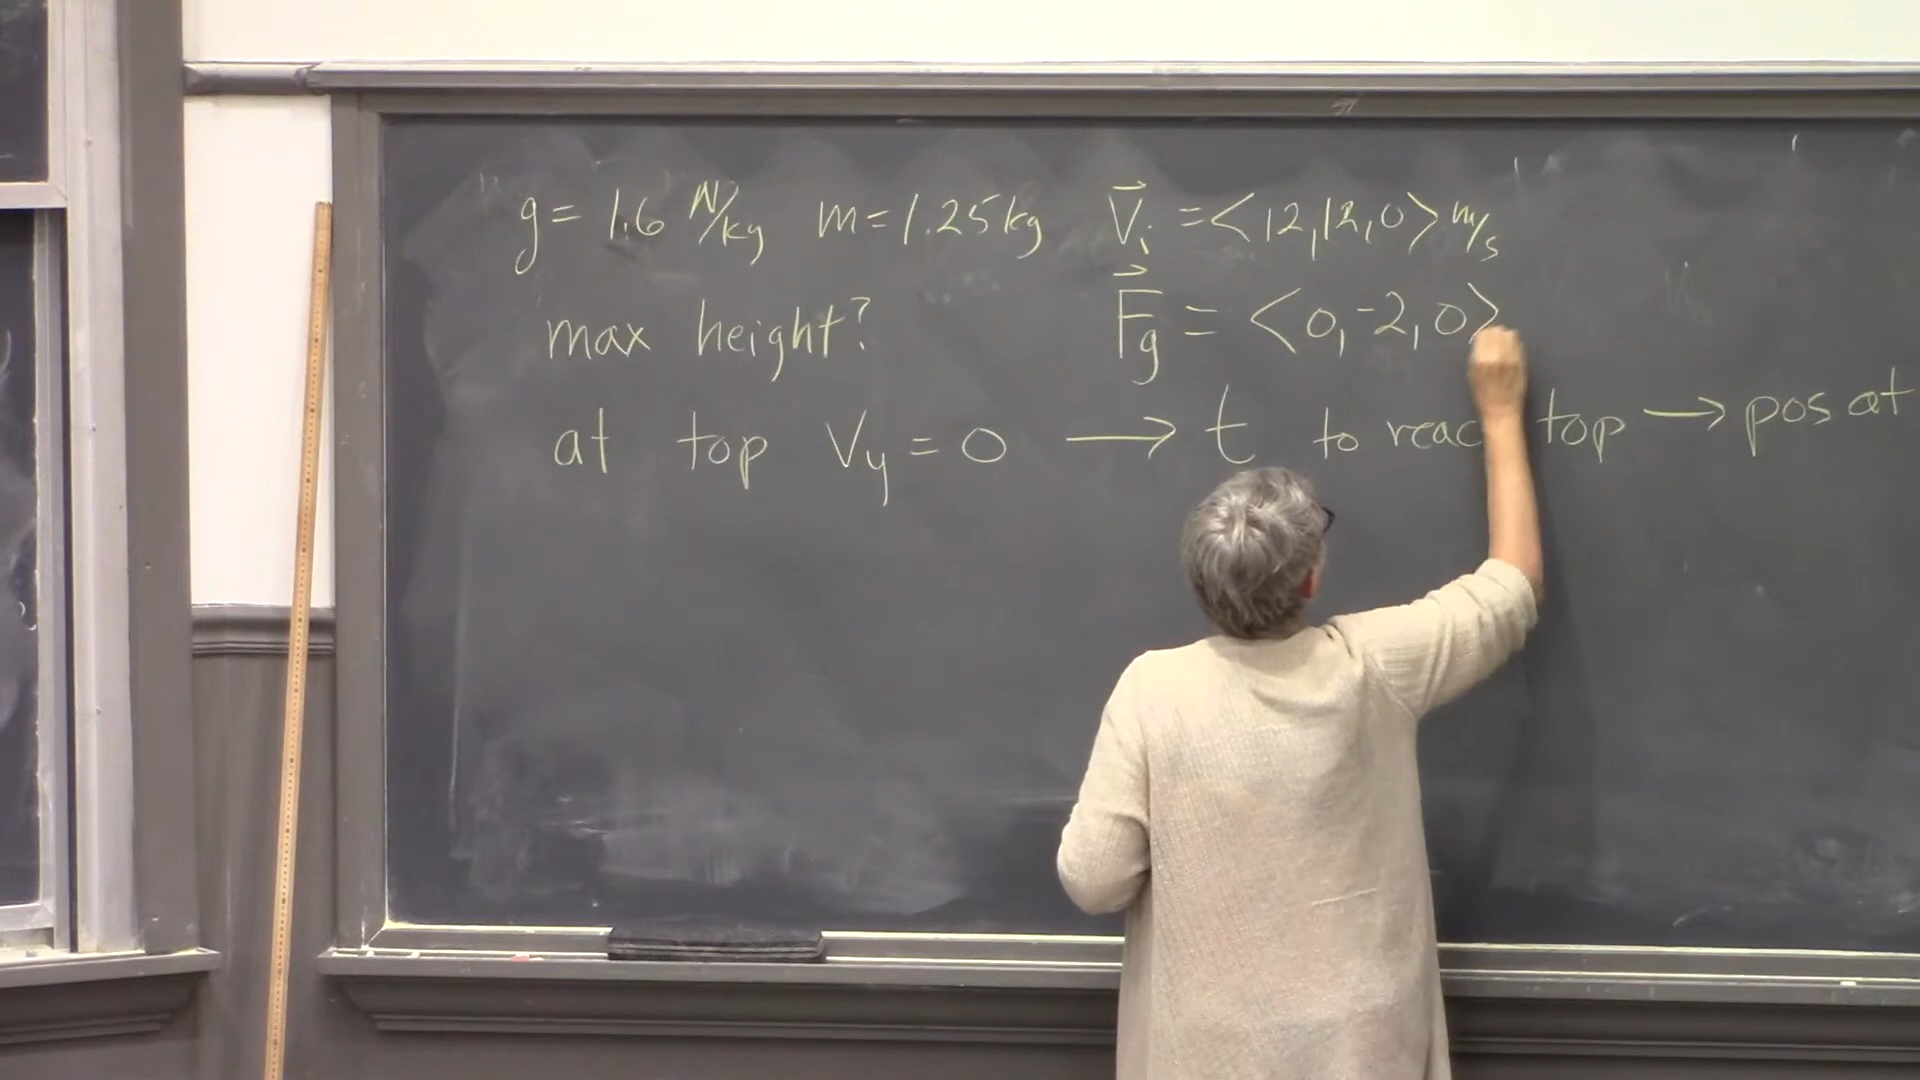 g = 1.6 N/kg m = 1.25 kg V⃗i = <12,12,0> m/s
max height? F⃗g = <0,-2,0>
at top Vy = 0 → t to reac top → pos at